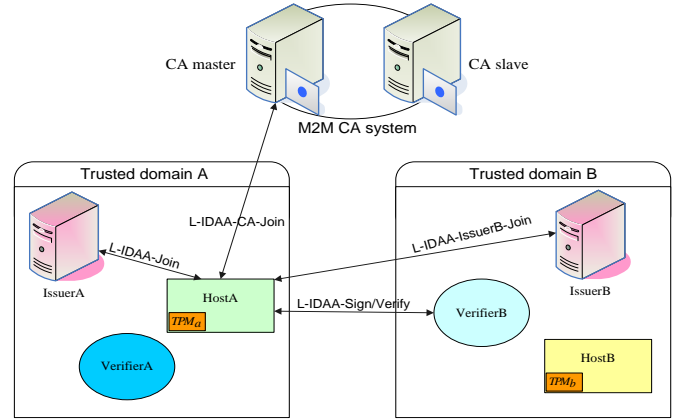 CA master
CA slave
M2M CA system
Trusted domain A
Trusted domain B
L-IDAA-CA-Join
L-IDAA-Join
L-IDAA-IssuerB-Join
IssuerA
HostA
TPMa
L-IDAA-Sign/Verify
VerifierB
IssuerB
VerifierA
HostB
TPMb